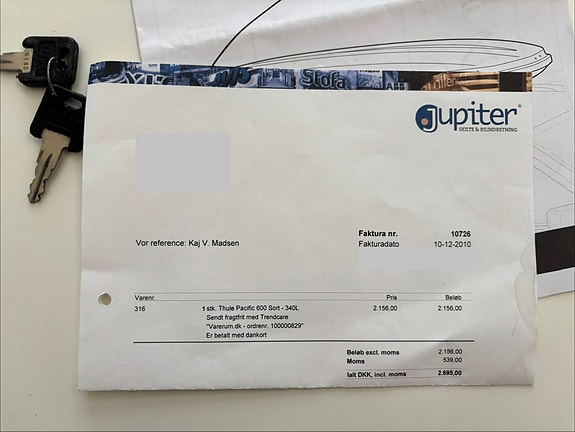 Stofa
Jupiter®
SKILTE & BILINDRETNING
Faktura nr. 10726
Vor reference: Kaj V. Madsen
Fakturadato 10-12-2010
Varenr. Pris Beløb
316 1 stk. Thule Pacific 600 Sort - 340L 2.156,00 2.156,00
Sendt fragtfrit med Trendcare
"Varerum.dk - ordrenr. 100000829"
Er betalt med dankort
Beløb excl. moms 2.156,00
Moms 539,00
Ialt DKK, incl. moms 2.695,00